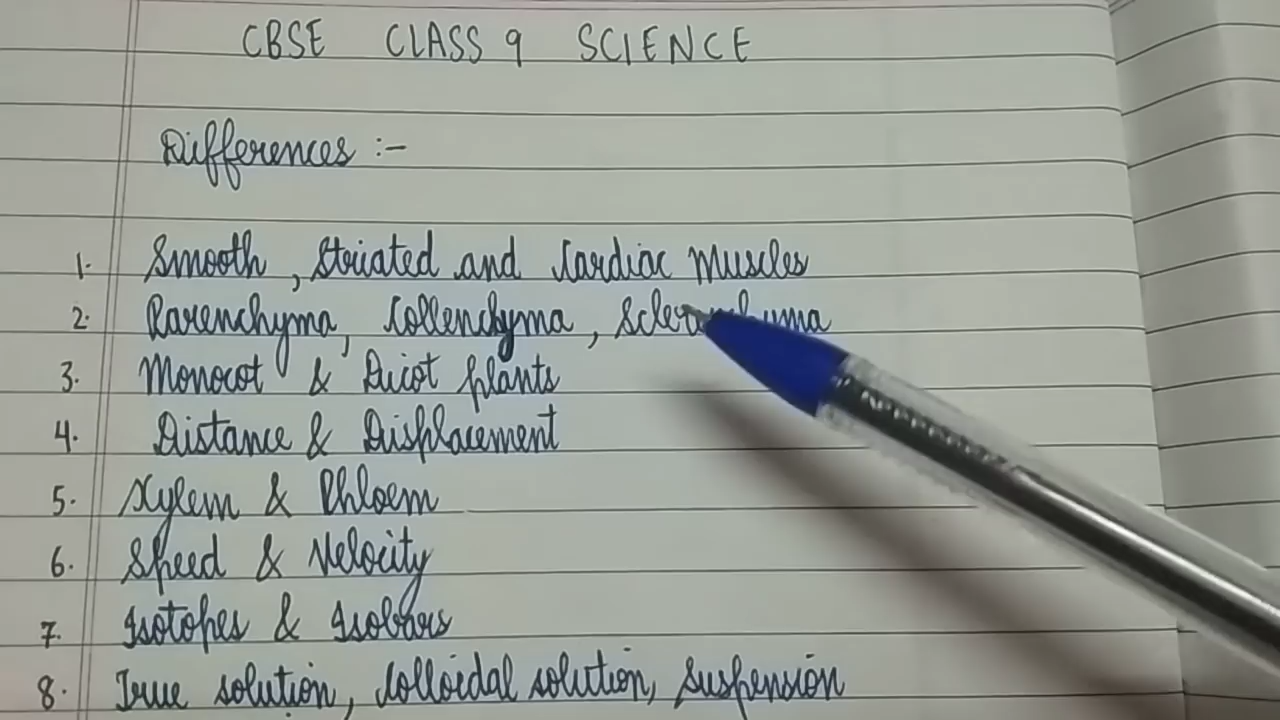 CBSE CLASS 9 SCIENCE
Differences :-
1. Smooth, Striated and Cardiac Muscles
2. Parenchyma, Collenchyma, Sclerenchyma
3. Monocot & Dicot plants
4. Distance & Displacement
5. Xylem & Phloem
6. Speed & Velocity
7. Isotopes & Isobars
8. True solution, Colloidal solution, Suspension